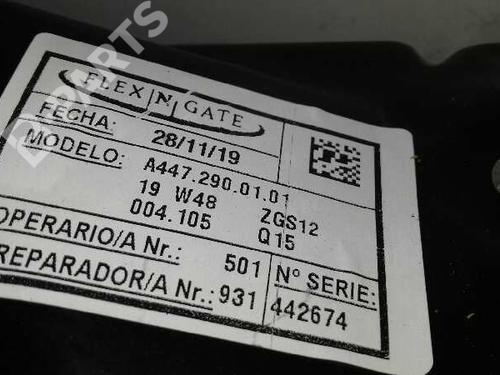 FLEX|N|GATE
FECHA: 28/11/19
MODELO: A447.290.01.01
19 W48 ZGS12
004.105 Q15
OPERARIO/A Nr.: 501
REPARADOR/A Nr.: 931
Nº SERIE:
442674